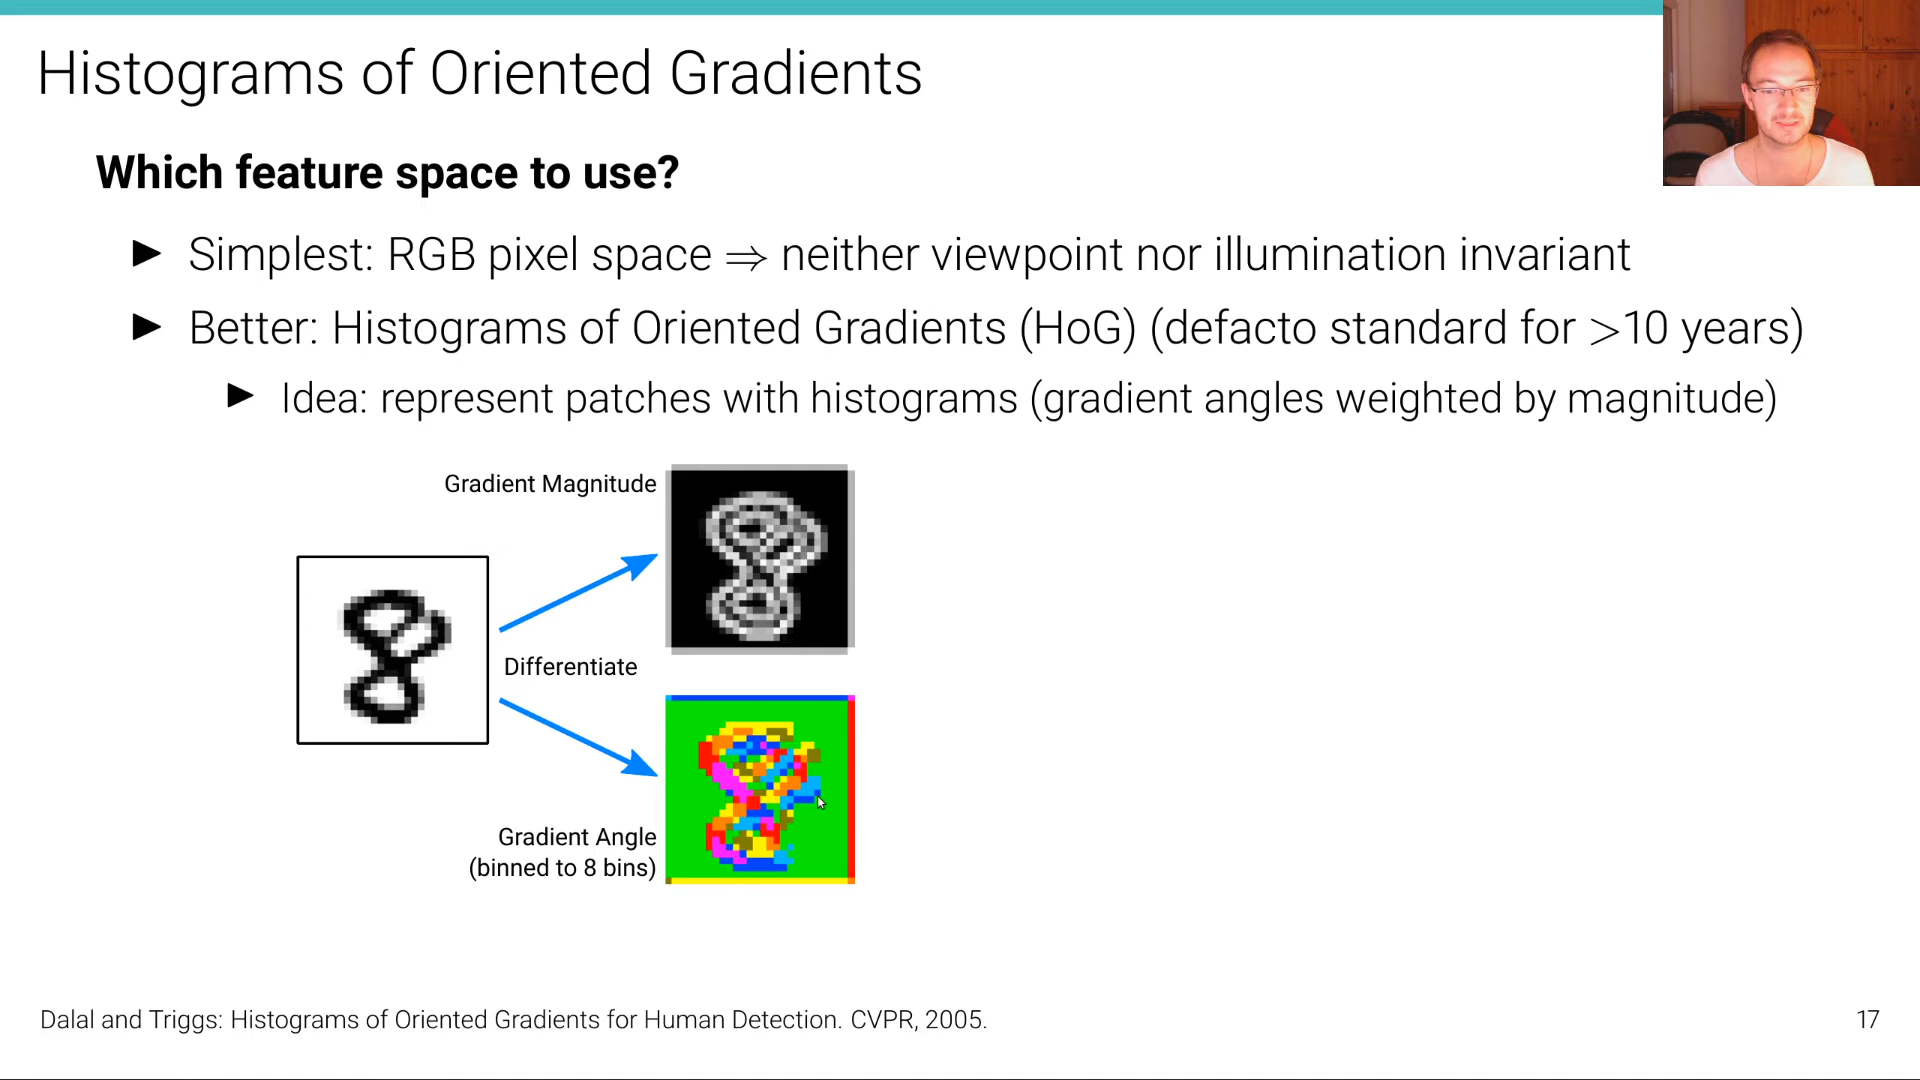 Histograms of Oriented Gradients
Which feature space to use?
► Simplest: RGB pixel space ⇒ neither viewpoint nor illumination invariant
► Better: Histograms of Oriented Gradients (HoG) (defacto standard for >10 years)
► Idea: represent patches with histograms (gradient angles weighted by magnitude)
Gradient Magnitude
Differentiate
Gradient Angle
(binned to 8 bins)
Dalal and Triggs: Histograms of Oriented Gradients for Human Detection. CVPR, 2005.
17